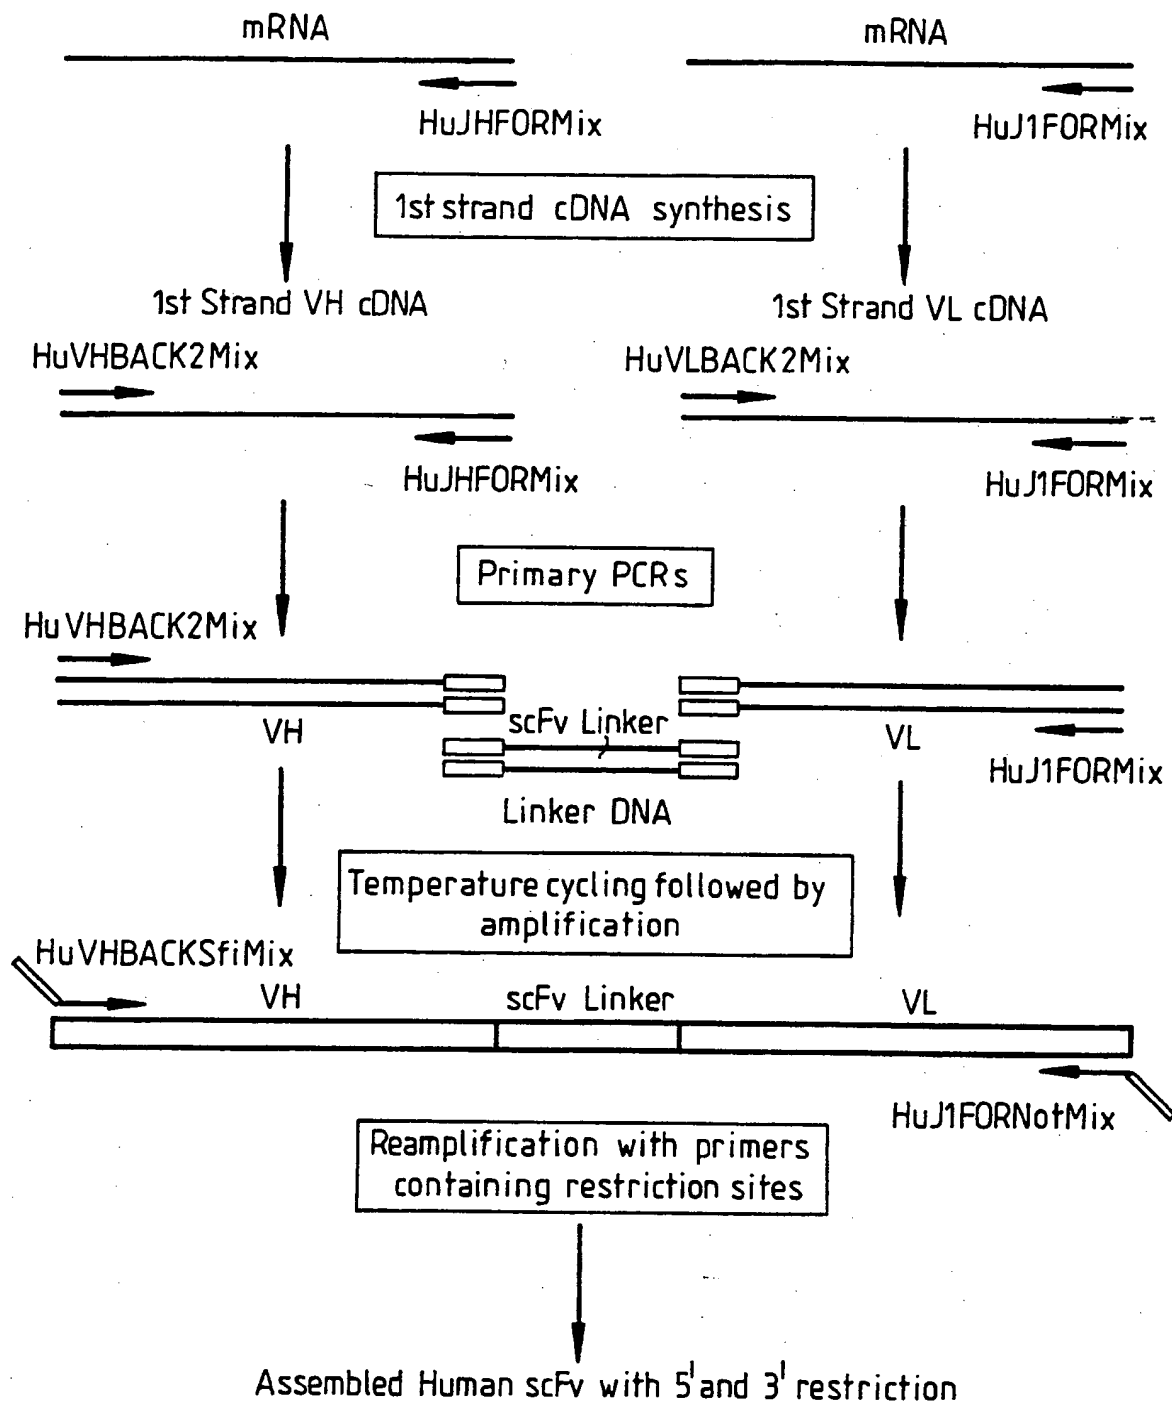 mRNA
mRNA
HuJHFORMix
HuJ1FORMix
1st strand cDNA synthesis
1st Strand VH cDNA
1st Strand VL cDNA
HuVHBACK2Mix
HuVLBACK2Mix
HuJHFORMix
HuJ1FORMix
Primary PCRs
HuVHBACK2Mix
VH
scFv Linker
VL
HuJ1FORMix
Linker DNA
Temperature cycling followed by
amplification
HuVHBACKSfiMix
VH
scFv Linker
VL
HuJ1FORNotMix
Reamplification with primers
containing restriction sites
Assembled Human scFv with 5' and 3' restriction